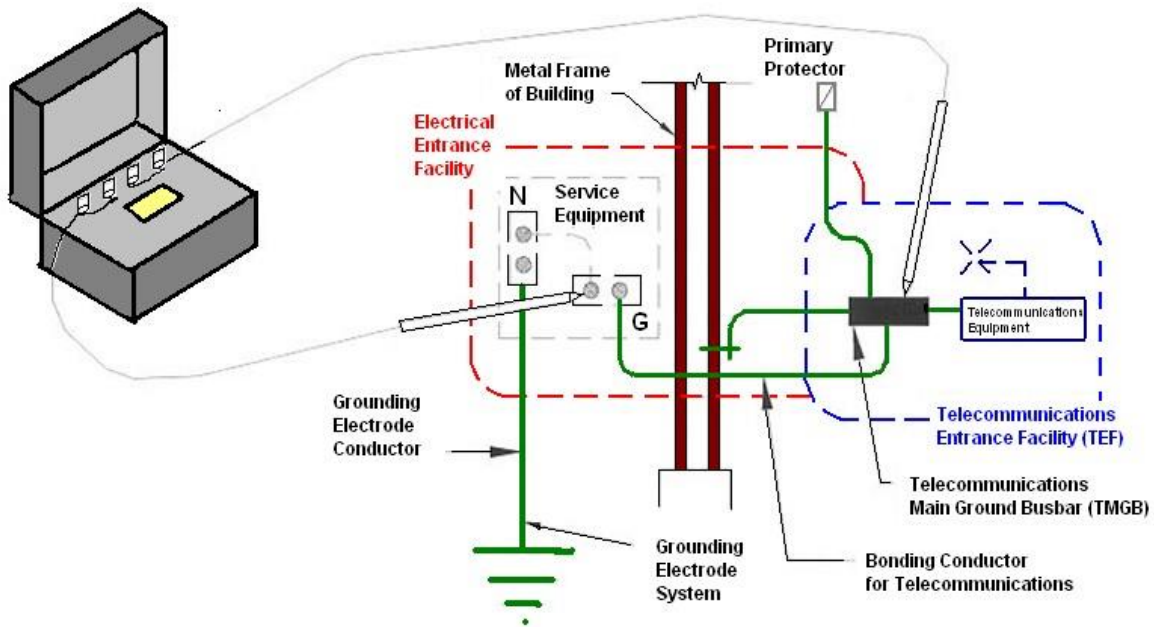 Primary
Protector
Metal Frame
of Building
Electrical
Entrance
Facility
N
Service
Equipment
G
Telecommunications
Equipment
Grounding
Electrode
Conductor
Telecommunications
Entrance Facility (TEF)
Telecommunications
Main Ground Busbar (TMGB)
Grounding
Electrode
System
Bonding Conductor
for Telecommunications